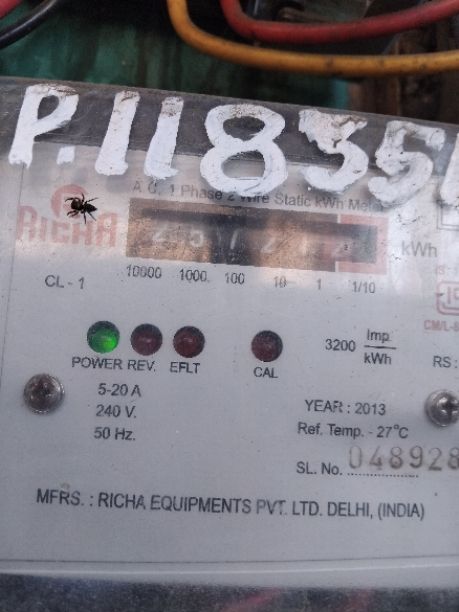 P.11835
A.C. 1 Phase 2 Wire Static kWh Meter
RICHA
kWh
CL - 1
10000 1000 100 10 1 1/10
3200 Imp
kWh
POWER REV. EFLT CAL
RS :
CM/L-
5-20 A
240 V.
50 Hz.
YEAR : 2013
Ref. Temp. - 27°C
SL. No. 048928
MFRS. : RICHA EQUIPMENTS PVT. LTD. DELHI, (INDIA)